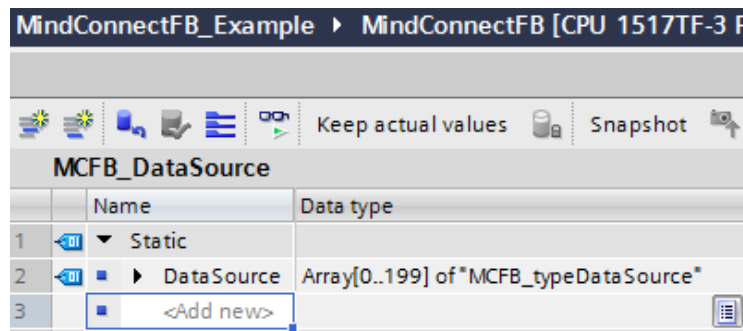 MindConnectFB_Example ▸ MindConnectFB [CPU 1517TF-3
Keep actual values Snapshot
MCFB_DataSource
Name Data type
1 Static
2 DataSource Array[0..199] of "MCFB_typeDataSource"
3 <Add new>